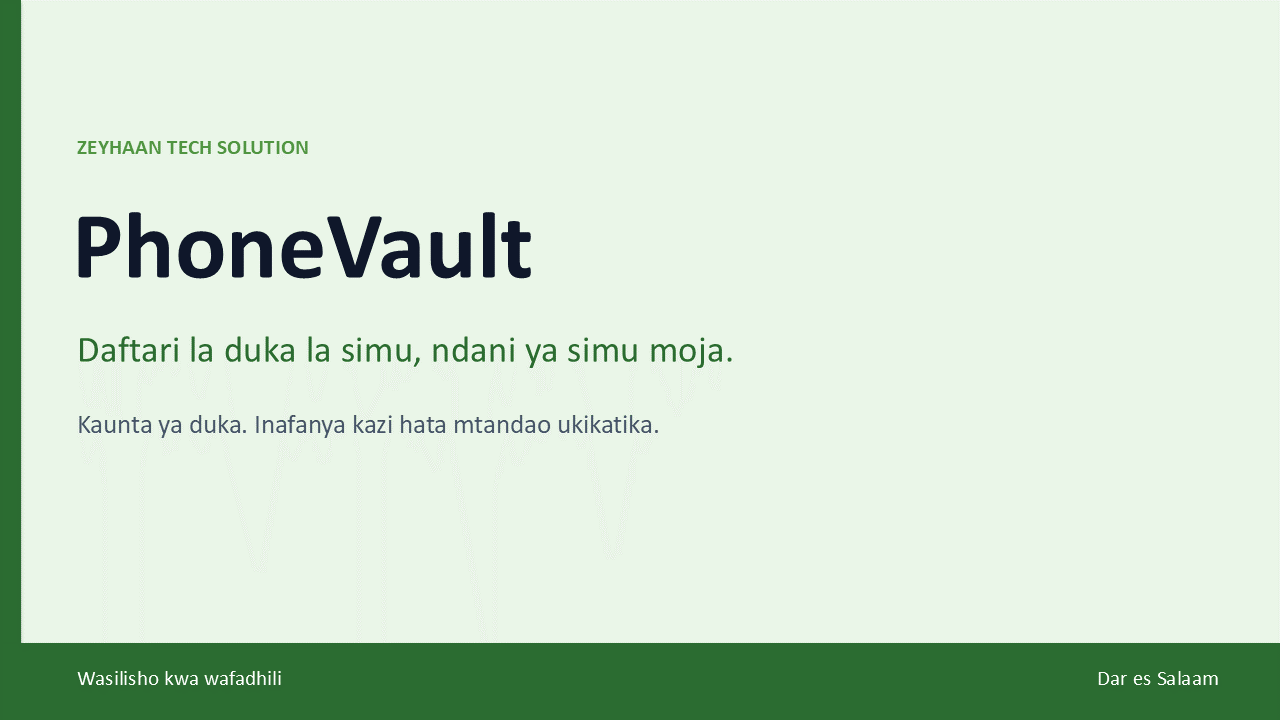 ZEYHAAN TECH SOLUTION
PhoneVault
Daftari la duka la simu, ndani ya simu moja.
Kaunta ya duka. Inafanya kazi hata mtandao ukikatika.
Wasilisho kwa wafadhili
Dar es Salaam